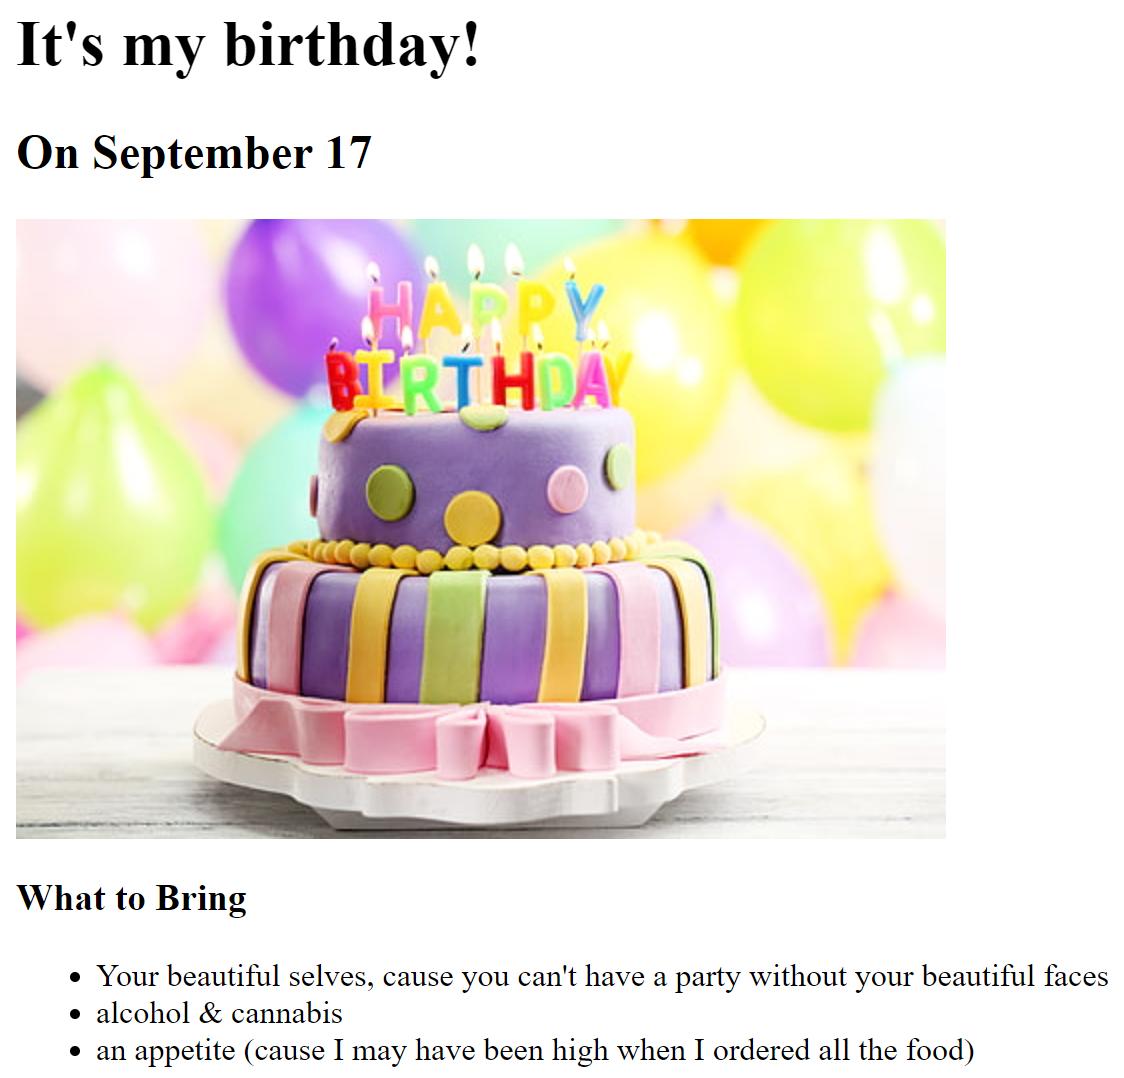 It's my birthday!
On September 17
HAPPY
BIRTHDAY
What to Bring
Your beautiful selves, cause you can't have a party without your beautiful faces
alcohol & cannabis
an appetite (cause I may have been high when I ordered all the food)